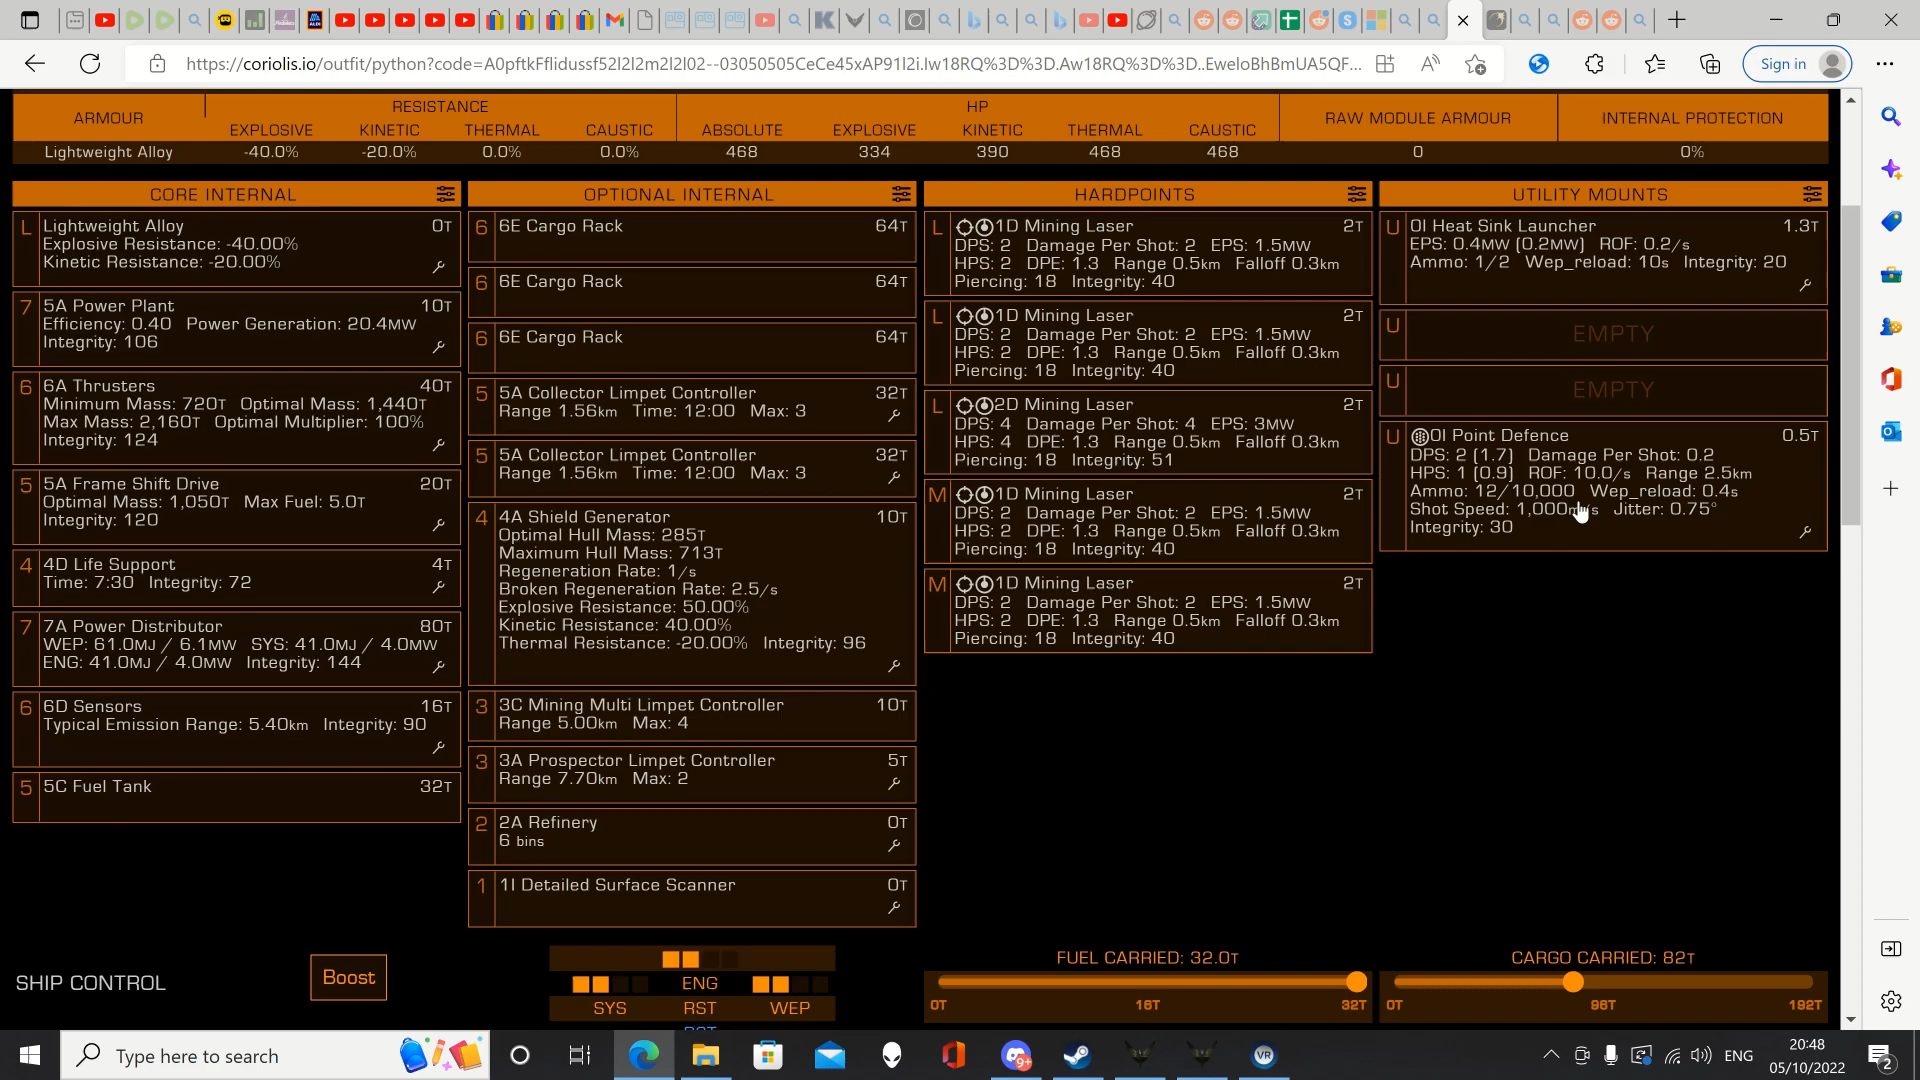 https://coriolis.io/outfit/python?code=A0pftkFflidussf52l2l2m2l2l02--03050505CeCe45xAP91l2i.Iw18RQ%3D%3D.Aw18RQ%3D%3D..EweloBhBmUA5QF...
Sign in
ARMOUR
RESISTANCE
HP
RAW MODULE ARMOUR
INTERNAL PROTECTION
EXPLOSIVE KINETIC THERMAL CAUSTIC ABSOLUTE EXPLOSIVE KINETIC THERMAL CAUSTIC
Lightweight Alloy -40.0% -20.0% 0.0% 0.0% 468 334 390 468 468 0 0%
CORE INTERNAL
L Lightweight Alloy 0T
Explosive Resistance: -40.00%
Kinetic Resistance: -20.00%
7 5A Power Plant 10T
Efficiency: 0.40 Power Generation: 20.4MW
Integrity: 106
6 6A Thrusters 40T
Minimum Mass: 720T Optimal Mass: 1,440T
Max Mass: 2,160T Optimal Multiplier: 100%
Integrity: 124
5 5A Frame Shift Drive 20T
Optimal Mass: 1,050T Max Fuel: 5.0T
Integrity: 120
4 4D Life Support 4T
Time: 7:30 Integrity: 72
7 7A Power Distributor 80T
WEP: 61.0MJ / 6.1MW SYS: 41.0MJ / 4.0MW
ENG: 41.0MJ / 4.0MW Integrity: 144
6 6D Sensors 16T
Typical Emission Range: 5.40km Integrity: 90
5 5C Fuel Tank 32T
OPTIONAL INTERNAL
6 6E Cargo Rack 64T
6 6E Cargo Rack 64T
6 6E Cargo Rack 64T
5 5A Collector Limpet Controller 32T
Range 1.56km Time: 12:00 Max: 3
5 5A Collector Limpet Controller 32T
Range 1.56km Time: 12:00 Max: 3
4 4A Shield Generator 10T
Optimal Hull Mass: 285T
Maximum Hull Mass: 713T
Regeneration Rate: 1/s
Broken Regeneration Rate: 2.5/s
Explosive Resistance: 50.00%
Kinetic Resistance: 40.00%
Thermal Resistance: -20.00% Integrity: 96
3 3C Mining Multi Limpet Controller 10T
Range 5.00km Max: 4
3 3A Prospector Limpet Controller 5T
Range 7.70km Max: 2
2 2A Refinery 0T
6 bins
1 1I Detailed Surface Scanner 0T
HARDPOINTS
L 1D Mining Laser 2T
DPS: 2 Damage Per Shot: 2 EPS: 1.5MW
HPS: 2 DPE: 1.3 Range 0.5km Falloff 0.3km
Piercing: 18 Integrity: 40
L 1D Mining Laser 2T
DPS: 2 Damage Per Shot: 2 EPS: 1.5MW
HPS: 2 DPE: 1.3 Range 0.5km Falloff 0.3km
Piercing: 18 Integrity: 40
L 2D Mining Laser 2T
DPS: 4 Damage Per Shot: 4 EPS: 3MW
HPS: 4 DPE: 1.3 Range 0.5km Falloff 0.3km
Piercing: 18 Integrity: 51
M 1D Mining Laser 2T
DPS: 2 Damage Per Shot: 2 EPS: 1.5MW
HPS: 2 DPE: 1.3 Range 0.5km Falloff 0.3km
Piercing: 18 Integrity: 40
M 1D Mining Laser 2T
DPS: 2 Damage Per Shot: 2 EPS: 1.5MW
HPS: 2 DPE: 1.3 Range 0.5km Falloff 0.3km
Piercing: 18 Integrity: 40
UTILITY MOUNTS
U 0I Heat Sink Launcher 1.3T
EPS: 0.4MW (0.2MW) ROF: 0.2/s
Ammo: 1/2 Wep_reload: 10s Integrity: 20
U EMPTY
U EMPTY
U 0I Point Defence 0.5T
DPS: 2 (1.7) Damage Per Shot: 0.2
HPS: 1 (0.9) ROF: 10.0/s Range 2.5km
Ammo: 12/10,000 Wep_reload: 0.4s
Shot Speed: 1,000m/s Jitter: 0.75°
Integrity: 30
SHIP CONTROL
Boost
ENG
SYS RST WEP
FUEL CARRIED: 32.0T
0T 16T 32T
CARGO CARRIED: 82T
0T 96T 192T
Type here to search
9+
VR
ENG
20:48
05/10/2022
2